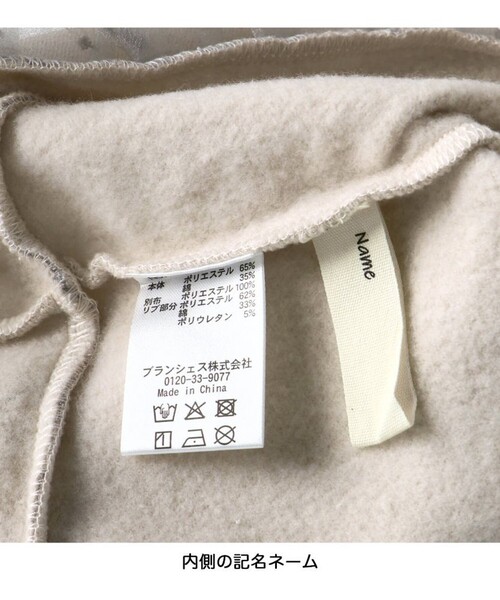 本体 ポリエステル 65%
綿 35%
別布 ポリエステル 100%
リブ部分 ポリエステル 62%
綿 33%
ポリウレタン 5%
ブランシェス株式会社
0120-33-9077
Made in China
Name
内側の記名ネーム